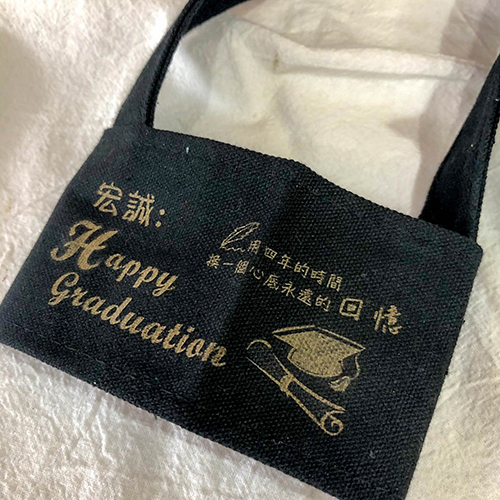 宏誠:
Happy
Graduation
用四年的時間
換一個心底永遠的回憶